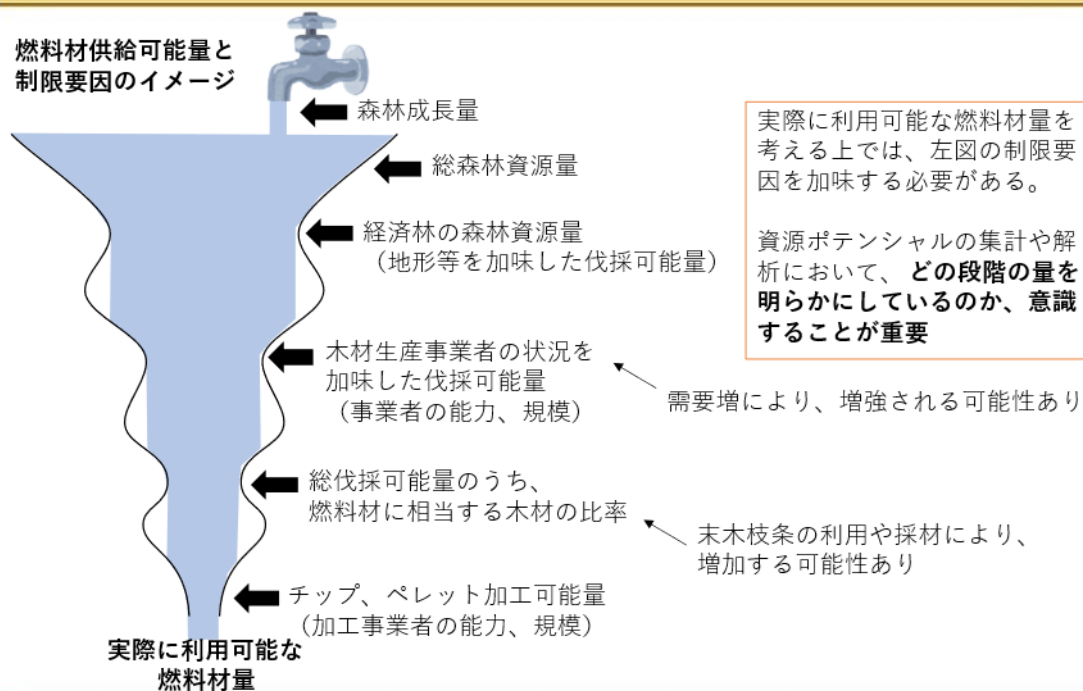 燃料材供給可能量と
制限要因のイメージ
森林成長量
総森林資源量
経済林の森林資源量
（地形等を加味した伐採可能量）
木材生産事業者の状況を
加味した伐採可能量
（事業者の能力、規模）
需要増により、増強される可能性あり
総伐採可能量のうち、
燃料材に相当する木材の比率
末木枝条の利用や採材により、
増加する可能性あり
チップ、ペレット加工可能量
（加工事業者の能力、規模）
実際に利用可能な
燃料材量
実際に利用可能な燃料材量を
考える上では、左図の制限要
因を加味する必要がある。
資源ポテンシャルの集計や解
析において、どの段階の量を
明らかにしているのか、意識
することが重要